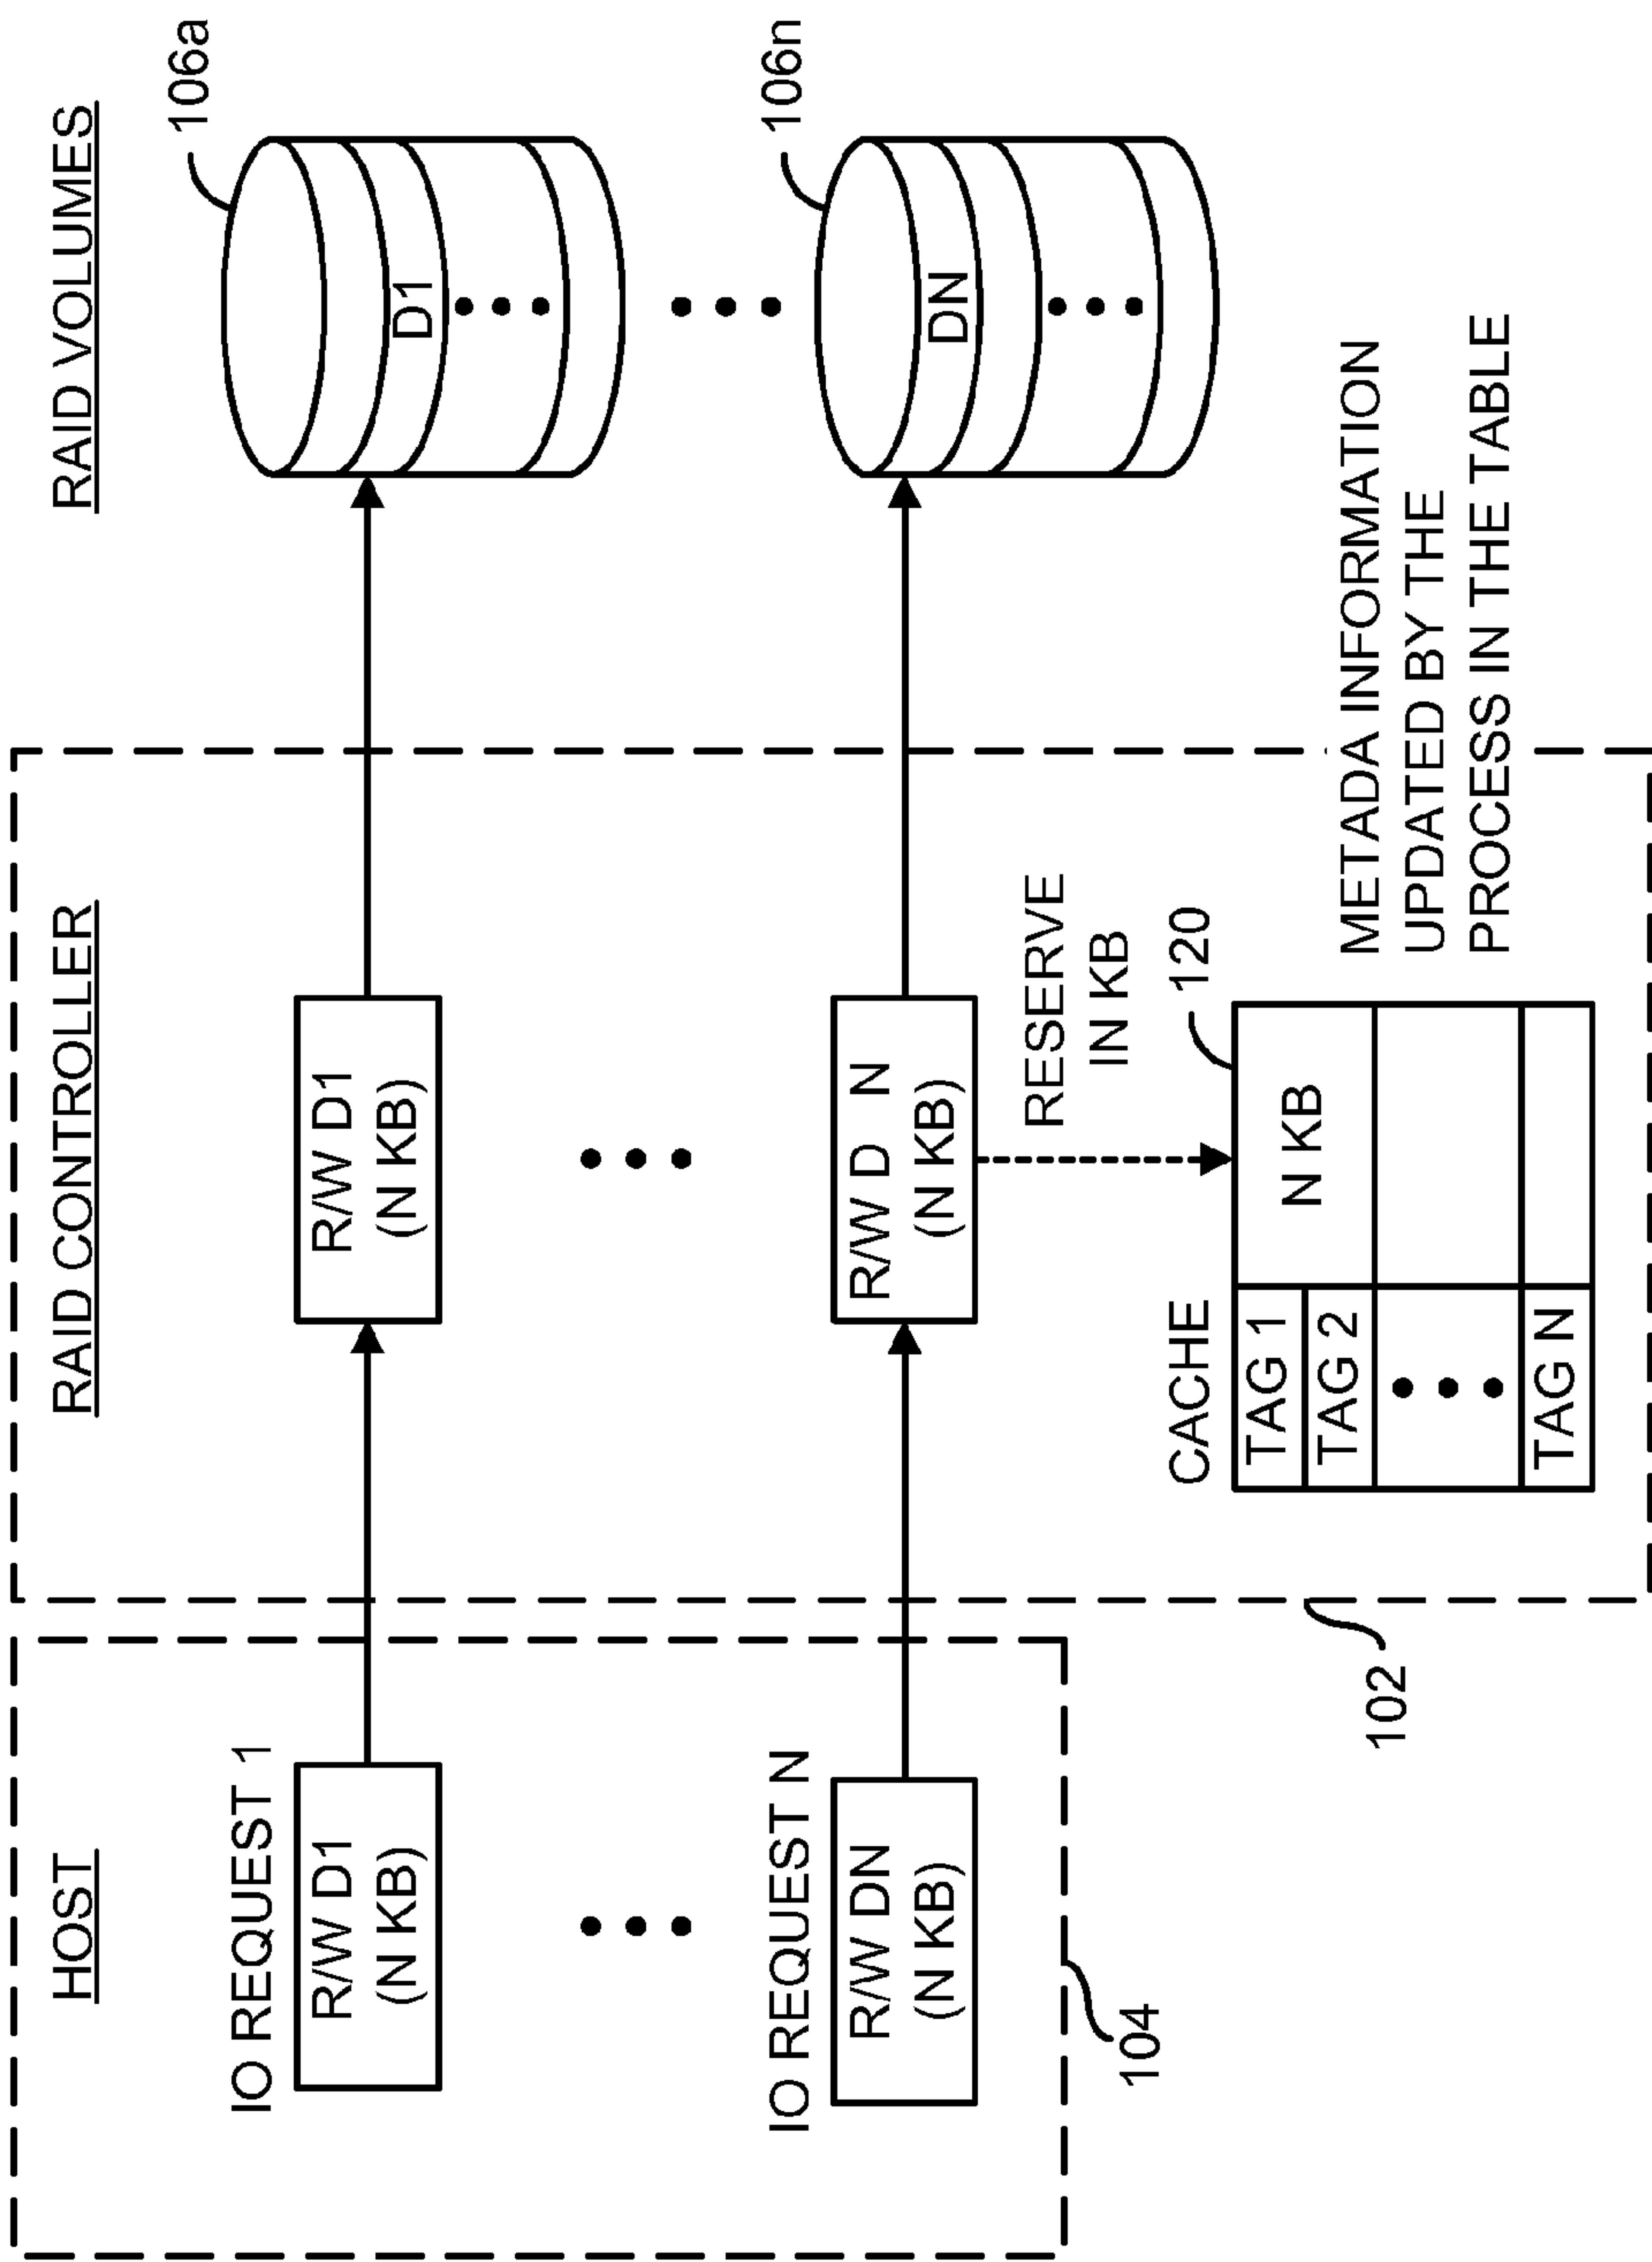 HOST
RAID CONTROLLER
RAID VOLUMES
106a
IO REQUEST 1
R/W D1
(N KB)
R/W D1
(N KB)
D1
106n
IO REQUEST N
R/W DN
(N KB)
R/W D N
(N KB)
DN
RESERVE
IN KB
104
CACHE
120
TAG 1
N KB
TAG 2
TAG N
METADA INFORMATION
UPDATED BY THE
PROCESS IN THE TABLE
102